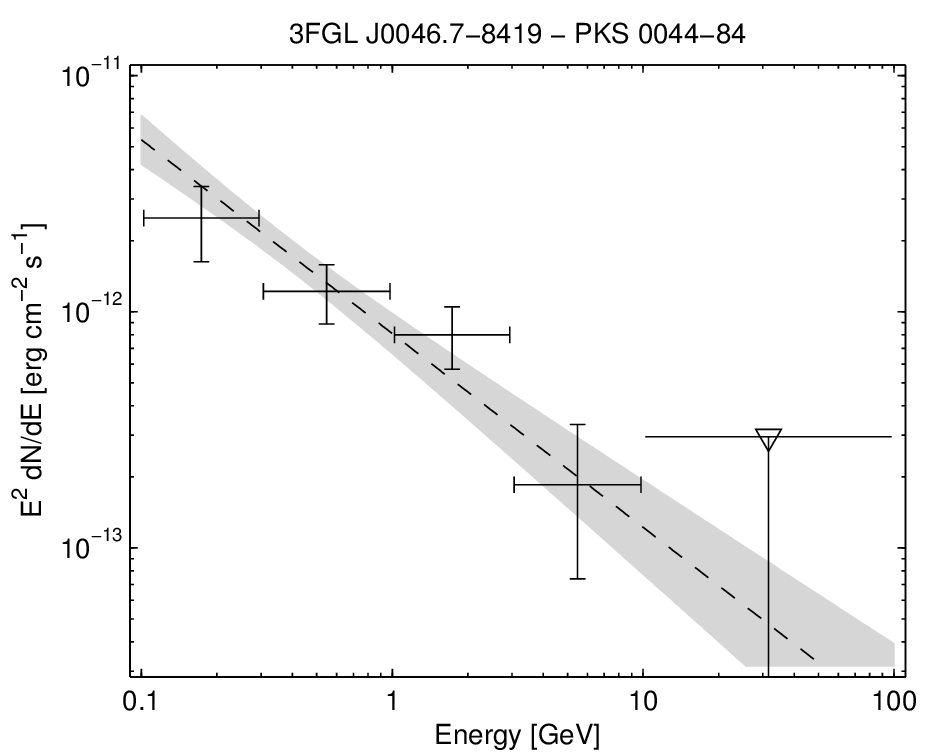 3FGL J0046.7−8419 − PKS 0044−84
E² dN/dE [erg cm⁻² s⁻¹]
10⁻¹¹
10⁻¹²
10⁻¹³
0.1 1 10 100
Energy [GeV]